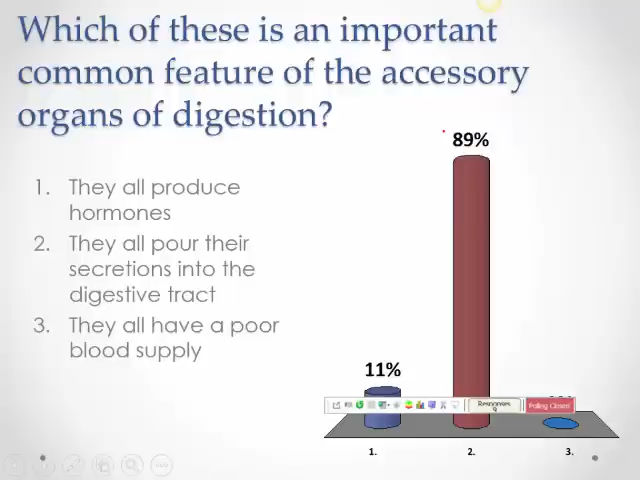 Which of these is an important
common feature of the accessory
organs of digestion?
89%
1. They all produce
hormones
2. They all pour their
secretions into the
digestive tract
3. They all have a poor
blood supply
11%
Responses
9
Polling Closed
1.
2.
3.